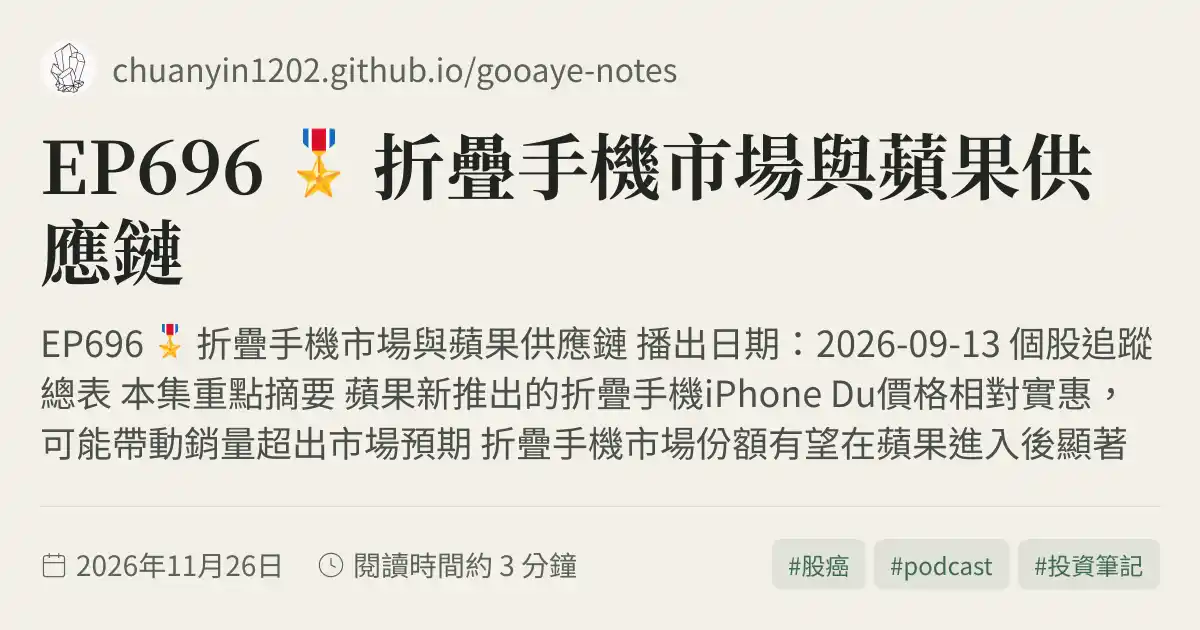 chuanyin1202.github.io/gooaye-notes
EP696 🎖️ 折疊手機市場與蘋果供
應鏈
EP696 🎖️ 折疊手機市場與蘋果供應鏈 播出日期：2026-09-13 個股追蹤
總表 本集重點摘要 蘋果新推出的折疊手機iPhone Du價格相對實惠，
可能帶動銷量超出市場預期 折疊手機市場份額有望在蘋果進入後顯著
2026年11月26日 閱讀時間約 3 分鐘 #股癌 #podcast #投資筆記